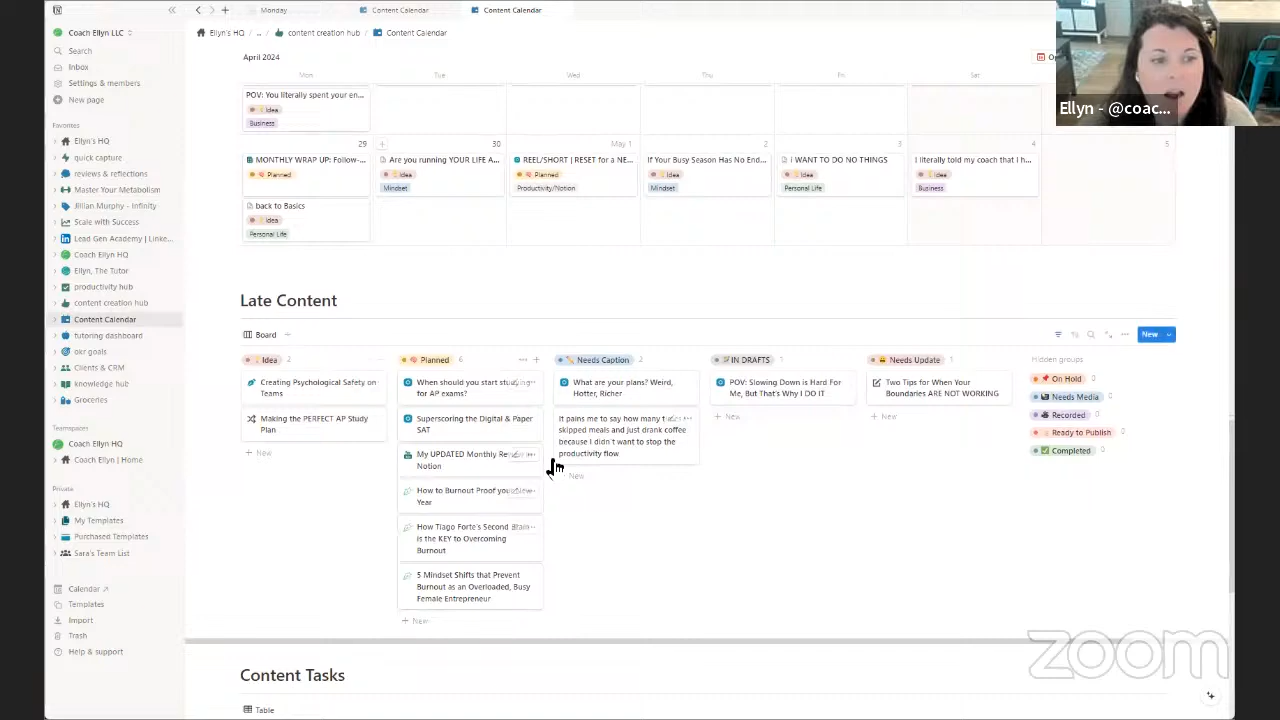 Monday
Content Calendar
Content Calendar
Coach Ellyn LLC
Search
Inbox
Settings & members
New page
Favorites
Ellyn's HQ
quick capture
reviews & reflections
Master Your Metabolism
Jillian Murphy - Infinity
Scale with Success
Lead Gen Academy | Linke...
Coach Ellyn HQ
Ellyn, The Tutor
productivity hub
content creation hub
Content Calendar
tutoring dashboard
okr goals
Clients & CRM
knowledge hub
Groceries
Teamspaces
Coach Ellyn HQ
Coach Ellyn | Home
Private
Ellyn's HQ
My Templates
Purchased Templates
Sara's Team List
Calendar ↗
Templates
Import
Trash
Help & support
Ellyn's HQ / ... / content creation hub / Content Calendar
April 2024
Mon
Tue
Wed
Thu
Fri
Sat
POV: You literally spent your en...
Idea
Business
29
30
May 1
2
3
4
5
MONTHLY WRAP UP: Follow-...
Planned
Are you running YOUR LIFE A...
Idea
Mindset
REEL/SHORT | RESET for a NE...
Planned
Productivity/Notion
If Your Busy Season Has No End...
Idea
Mindset
i WANT TO DO NO THINGS
Idea
Personal Life
I literally told my coach that I h...
Idea
Business
back to Basics
Idea
Personal Life
Late Content
Board
New
Idea 2
Creating Psychological Safety on
Teams
Making the PERFECT AP Study
Plan
+ New
Planned 6
When should you start studying
for AP exams?
Superscoring the Digital & Paper
SAT
My UPDATED Monthly
Notion
How to Burnout Proof your New
Year
How Tiago Forte's Second Brain
is the KEY to Overcoming
Burnout
5 Mindset Shifts that Prevent
Burnout as an Overloaded, Busy
Female Entrepreneur
+ New
Needs Caption 2
What are your plans? Weird,
Hotter, Richer
It pains me to say how many
skipped meals and just drank coffee
because I didn't want to stop the
productivity flow
New
IN DRAFTS 1
POV: Slowing Down is Hard For
Me, But That's Why I DO IT
+ New
Needs Update 1
Two Tips for When Your
Boundaries ARE NOT WORKING
+ New
Hidden groups
On Hold
Needs Media
Recorded
Ready to Publish
Completed
Content Tasks
Table
Ellyn - @coac...
zoom